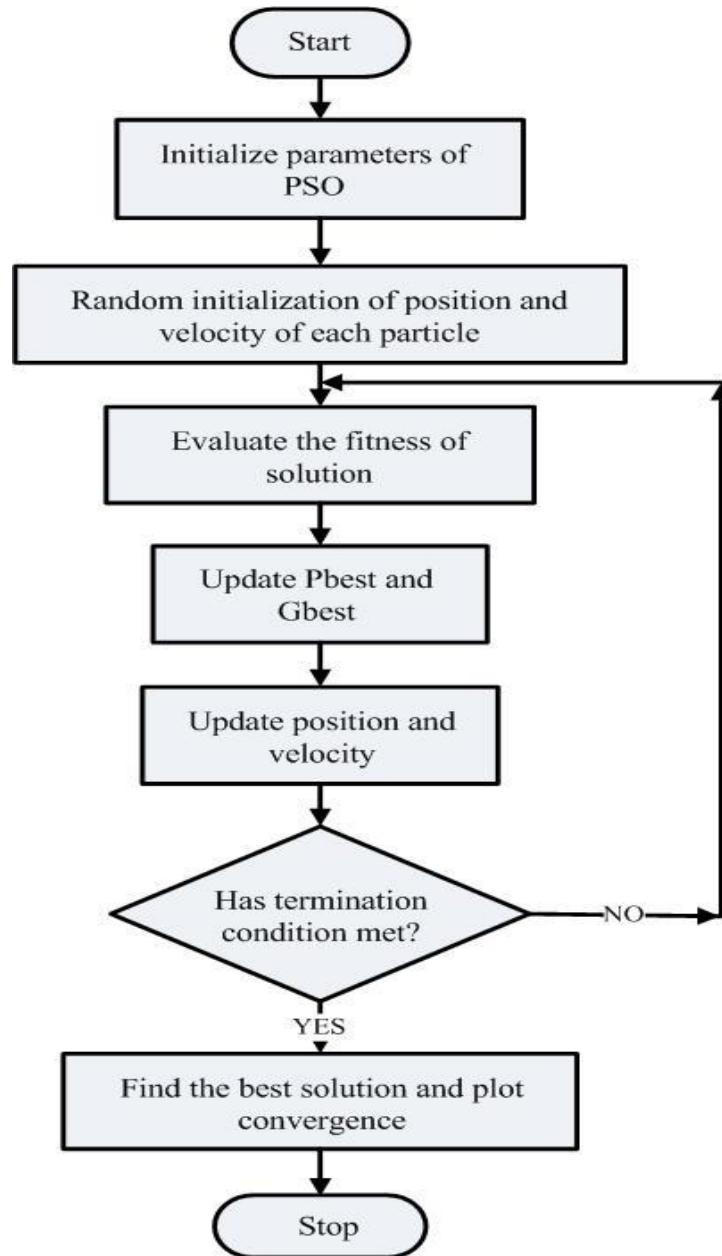 Start
Initialize parameters of
PSO
Random initialization of position and
velocity of each particle
Evaluate the fitness of
solution
Update Pbest and
Gbest
Update position and
velocity
Has termination
condition met?
NO
YES
Find the best solution and plot
convergence
Stop